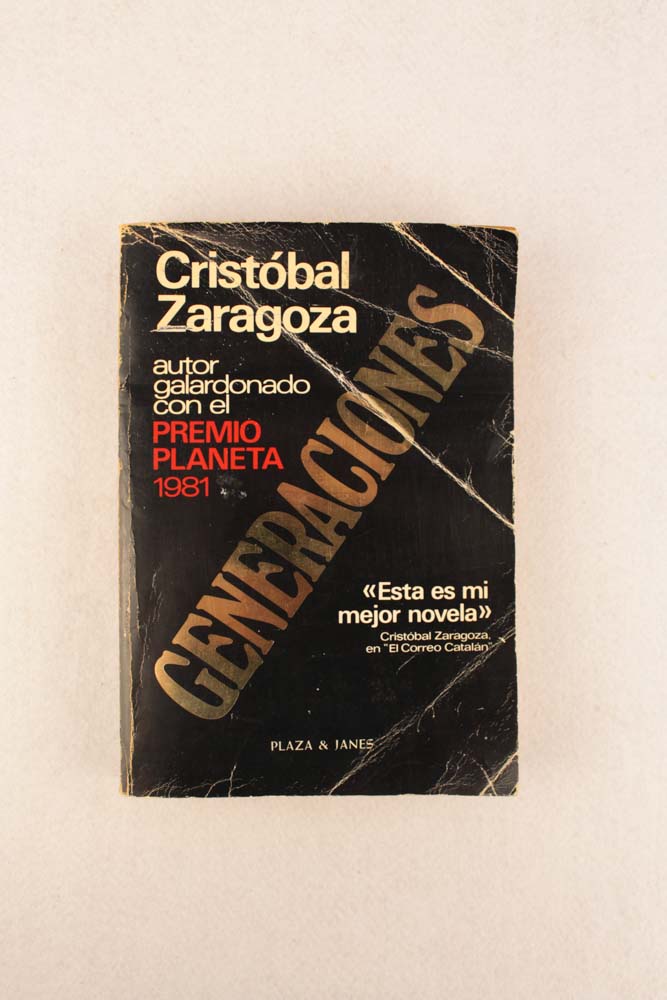 Cristóbal
Zaragoza
autor
galardonado
con el
PREMIO
PLANETA
1981
GENERACIONES
«Esta es mi
mejor novela»
Cristóbal Zaragoza,
en "El Correo Catalán"
PLAZA & JANES